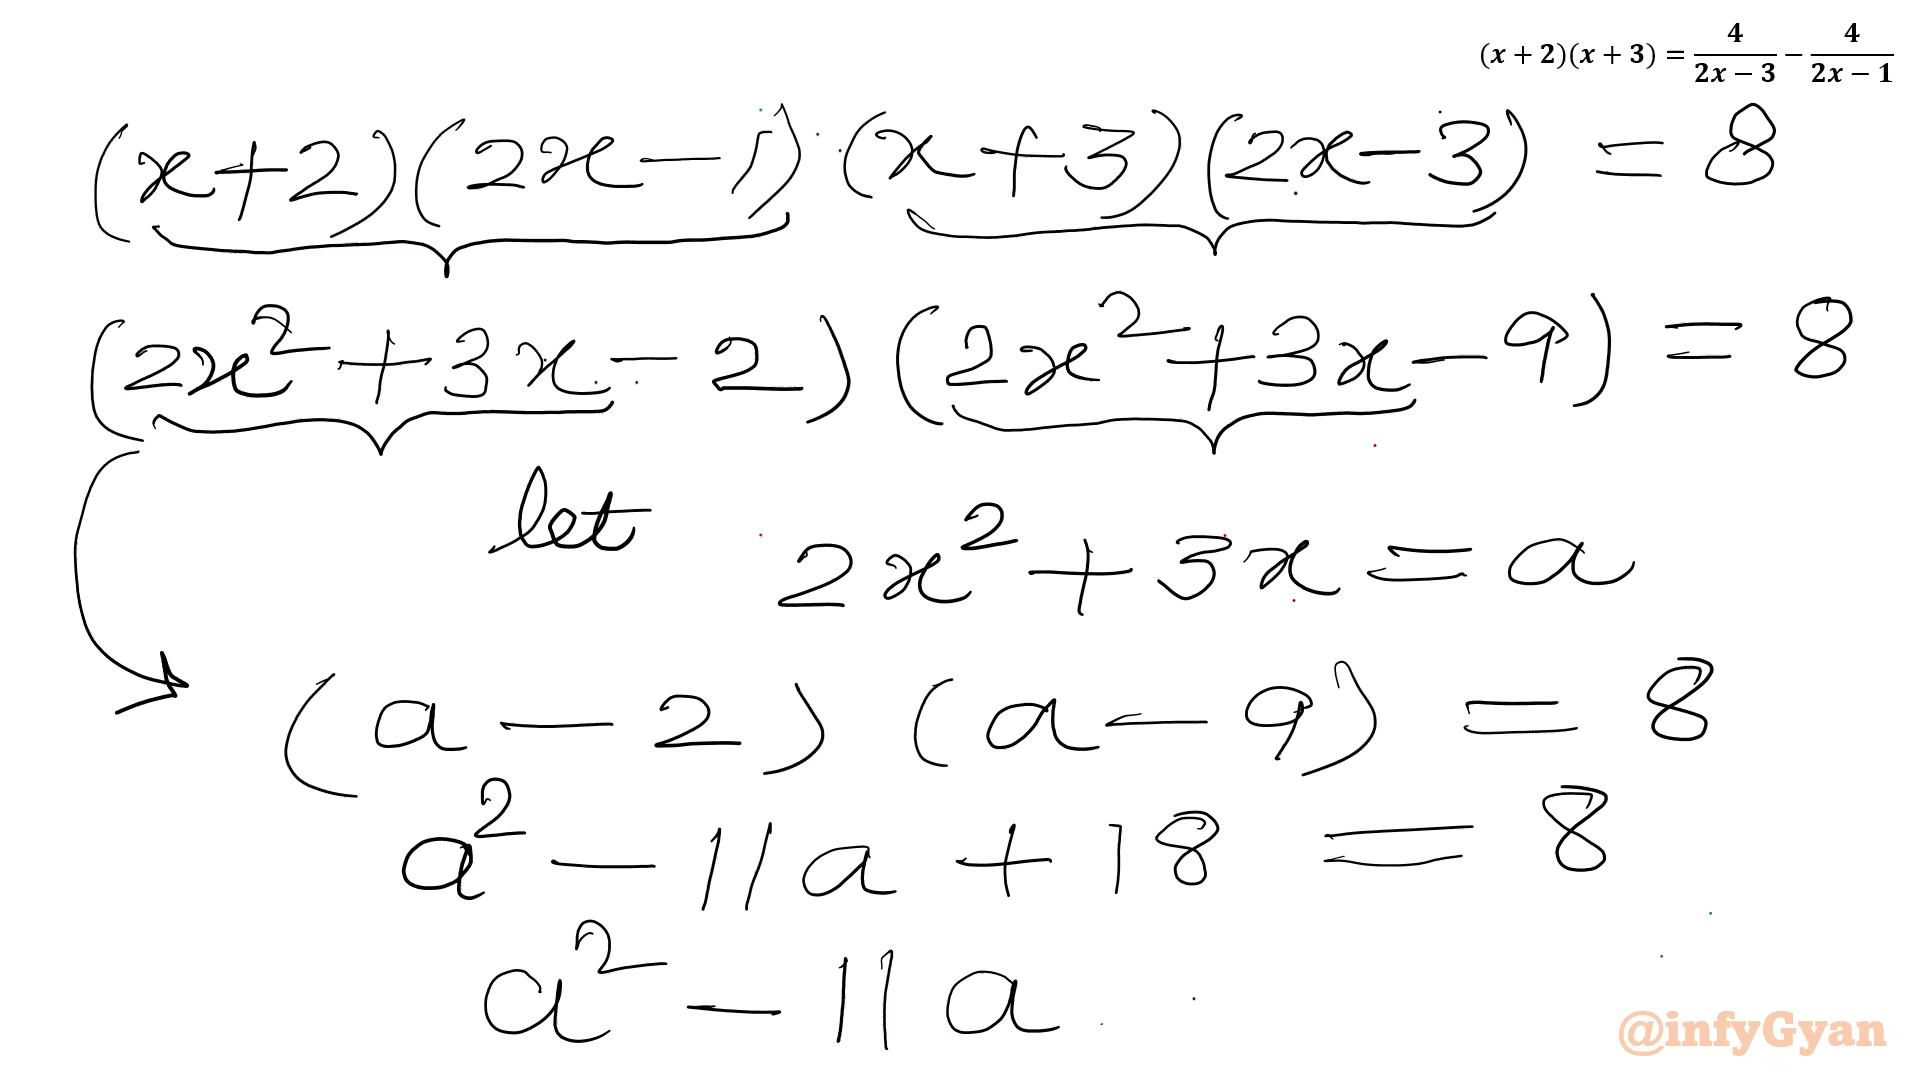 (x + 2)(x + 3) = 4/(2x − 3) − 4/(2x − 1)
(x+2)(2x−1)(x+3)(2x−3) = 8
(2x²+3x−2)(2x²+3x−9) = 8
let 2x²+3x = a
(a − 2) (a − 9) = 8
a² − 11a + 18 = 8
a² − 11a
@infyGyan